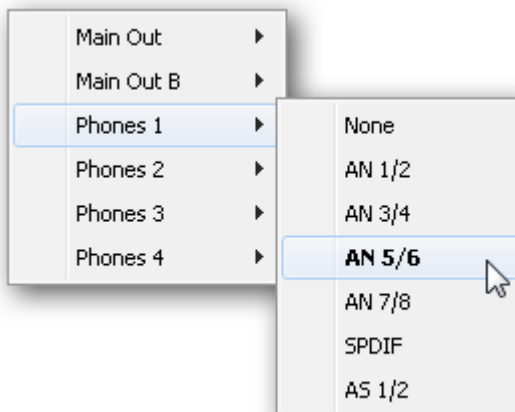 Main Out
Main Out B
Phones 1
Phones 2
Phones 3
Phones 4
None
AN 1/2
AN 3/4
AN 5/6
AN 7/8
SPDIF
AS 1/2